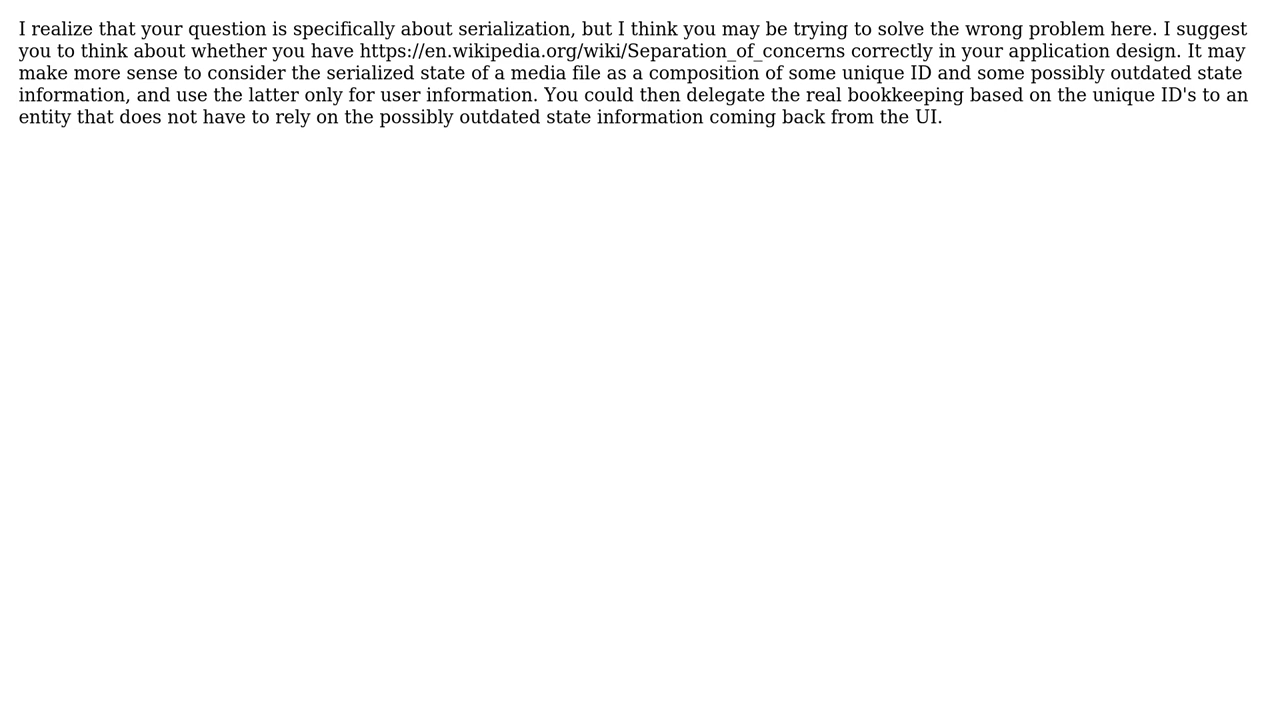 I realize that your question is specifically about serialization, but I think you may be trying to solve the wrong problem here. I suggest
you to think about whether you have https://en.wikipedia.org/wiki/Separation_of_concerns correctly in your application design. It may
make more sense to consider the serialized state of a media file as a composition of some unique ID and some possibly outdated state
information, and use the latter only for user information. You could then delegate the real bookkeeping based on the unique ID's to an
entity that does not have to rely on the possibly outdated state information coming back from the UI.